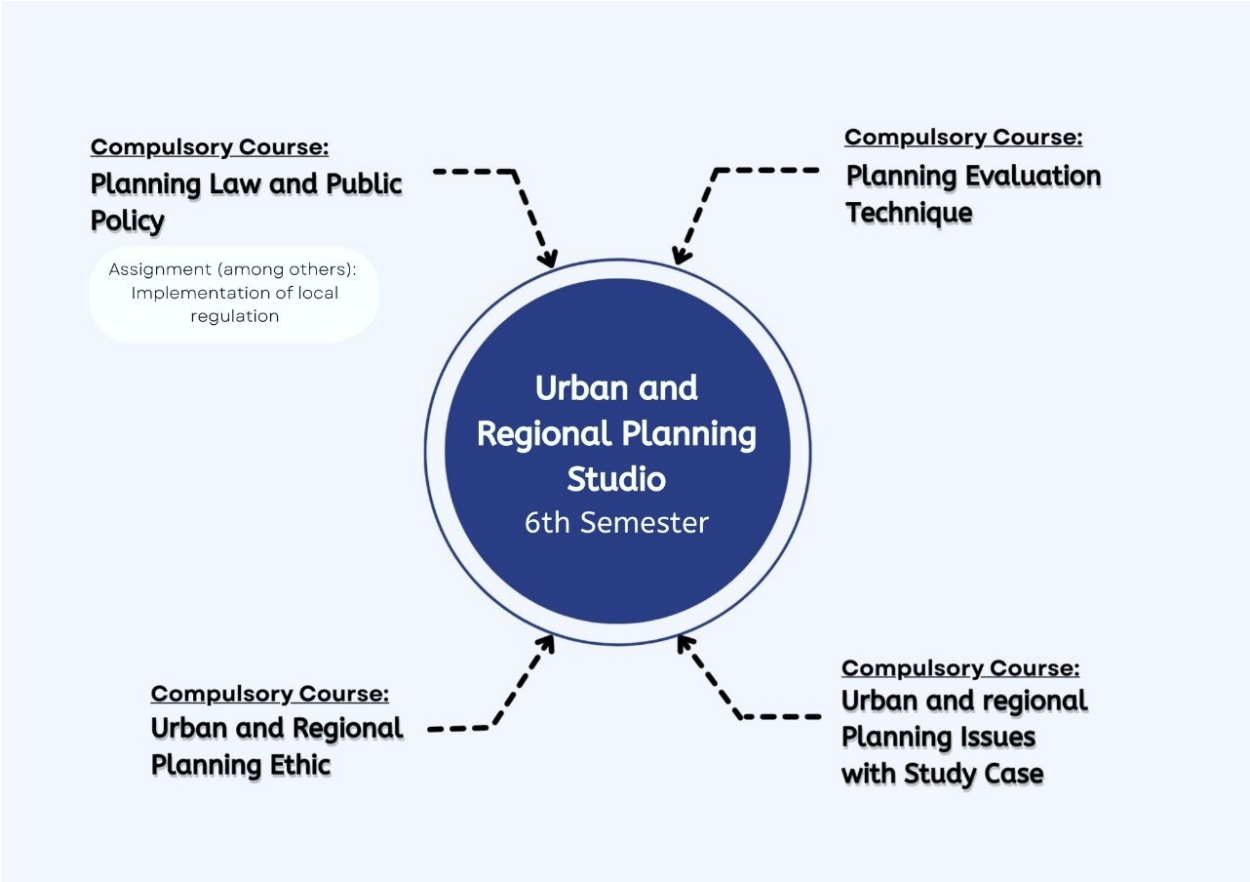 Compulsory Course:
Planning Law and Public
Policy
Assignment (among others):
Implementation of local
regulation
Compulsory Course:
Planning Evaluation
Technique
Urban and
Regional Planning
Studio
6th Semester
Compulsory Course:
Urban and Regional
Planning Ethic
Compulsory Course:
Urban and regional
Planning Issues
with Study Case